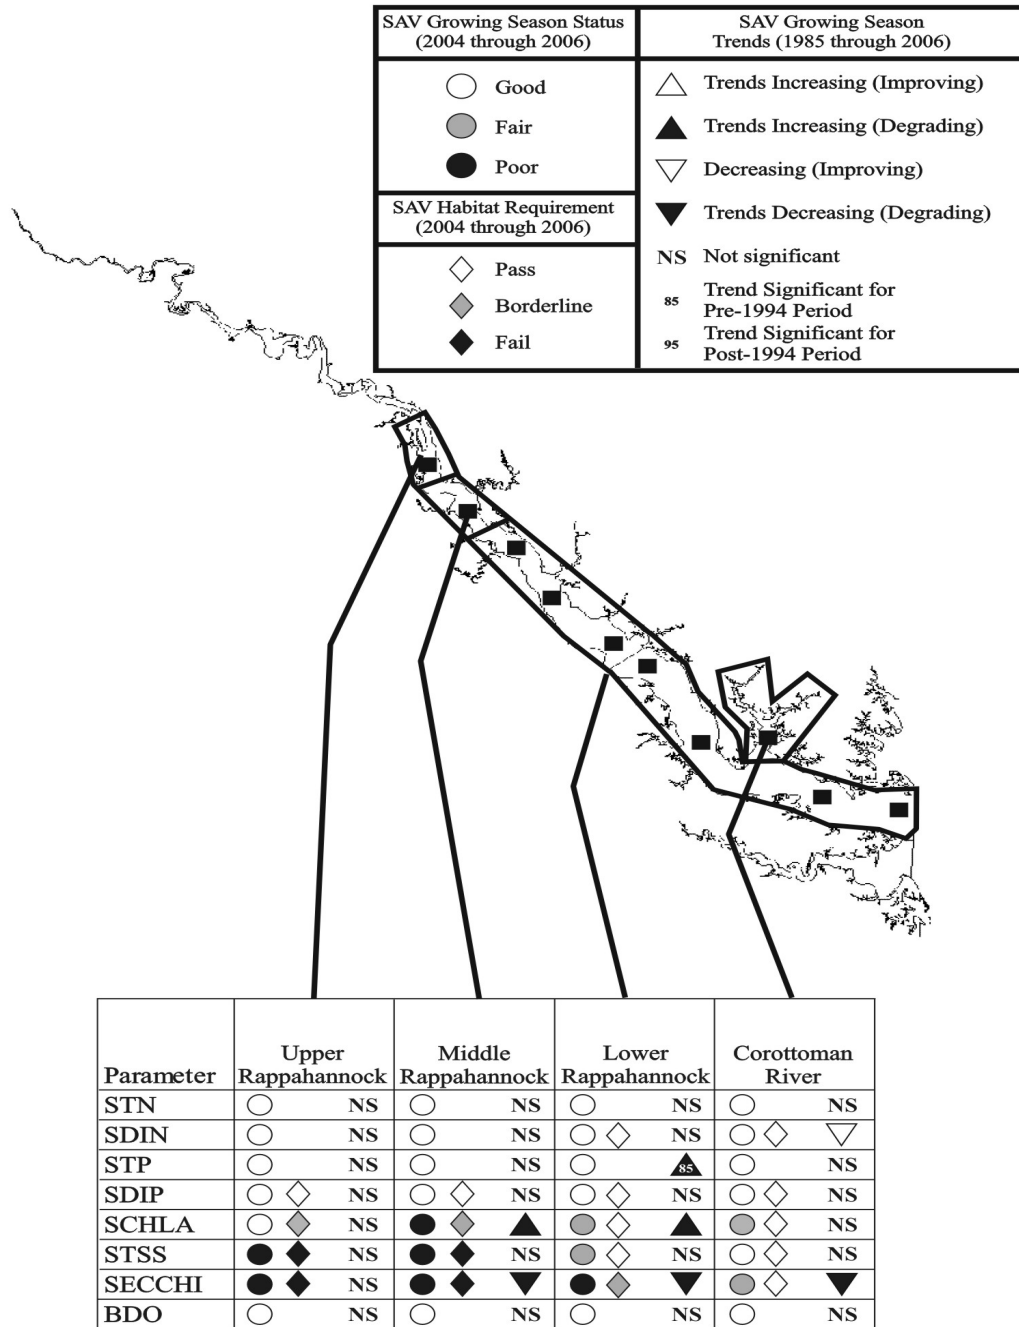 SAV Growing Season Status
(2004 through 2006)
Good
Fair
Poor
SAV Habitat Requirement
(2004 through 2006)
Pass
Borderline
Fail
SAV Growing Season
Trends (1985 through 2006)
Trends Increasing (Improving)
Trends Increasing (Degrading)
Decreasing (Improving)
Trends Decreasing (Degrading)
NS Not significant
85 Trend Significant for
Pre-1994 Period
95 Trend Significant for
Post-1994 Period
Parameter Upper Rappahannock Middle Rappahannock Lower Rappahannock Corottoman River
STN NS NS NS NS
SDIN NS NS NS
STP NS NS 85 NS
SDIP NS NS NS NS
SCHLA NS NS
STSS NS NS NS NS
SECCHI NS
BDO NS NS NS NS